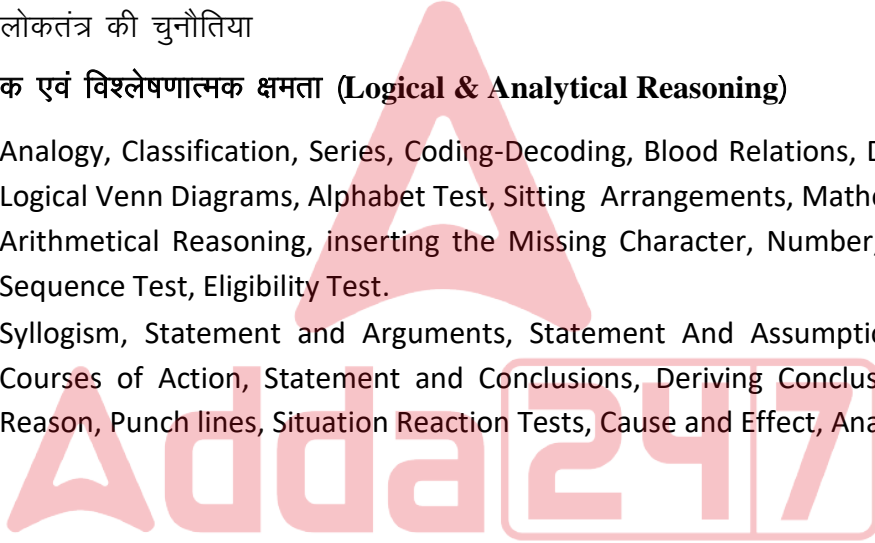 लोकतंत्र की चुनौतिया
क एवं विश्लेषणात्मक क्षमता (Logical & Analytical Reasoning)
Analogy, Classification, Series, Coding-Decoding, Blood Relations,
Logical Venn Diagrams, Alphabet Test, Sitting Arrangements,
Arithmetical Reasoning, inserting the Missing Character, Number,
Sequence Test, Eligibility Test.
Syllogism, Statement and Arguments, Statement And
Courses of Action, Statement and Conclusions, Deriving
Reason, Punch lines, Situation Reaction Tests, Cause and Effect,
Adda247